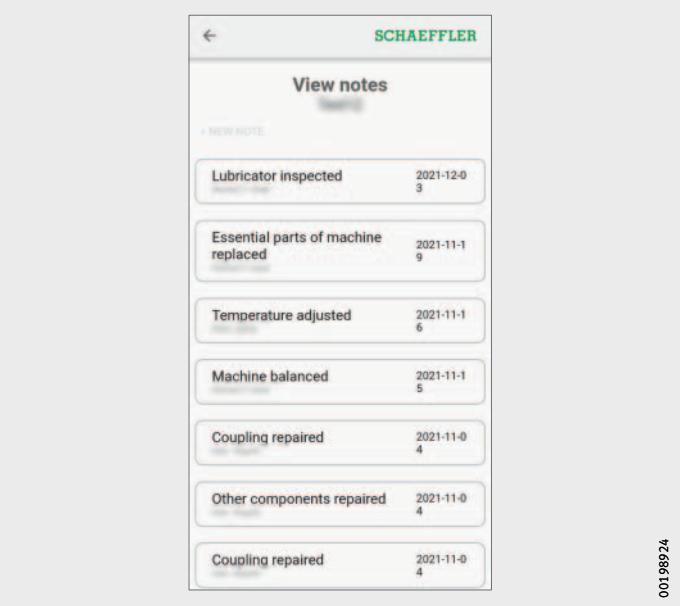 SCHAEFFLER
View notes
+ NEW NOTE
Lubricator inspected
2021-12-0
3
Essential parts of machine
replaced
2021-11-1
9
Temperature adjusted
2021-11-1
6
Machine balanced
2021-11-1
5
Coupling repaired
2021-11-0
4
Other components repaired
2021-11-0
4
Coupling repaired
2021-11-0
4
00198924